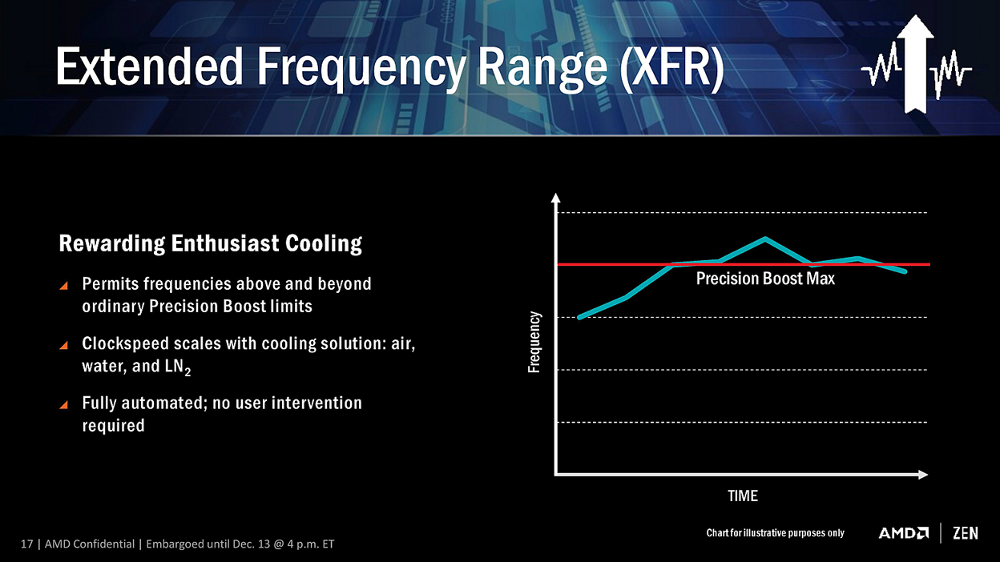 Extended Frequency Range (XFR)
Rewarding Enthusiast Cooling
Permits frequencies above and beyond
ordinary Precision Boost limits
Clockspeed scales with cooling solution: air,
water, and LN₂
Fully automated; no user intervention
required
Frequency
Precision Boost Max
TIME
Chart for illustrative purposes only
17 | AMD Confidential | Embargoed until Dec. 13 @ 4 p.m. ET
AMD | ZEN